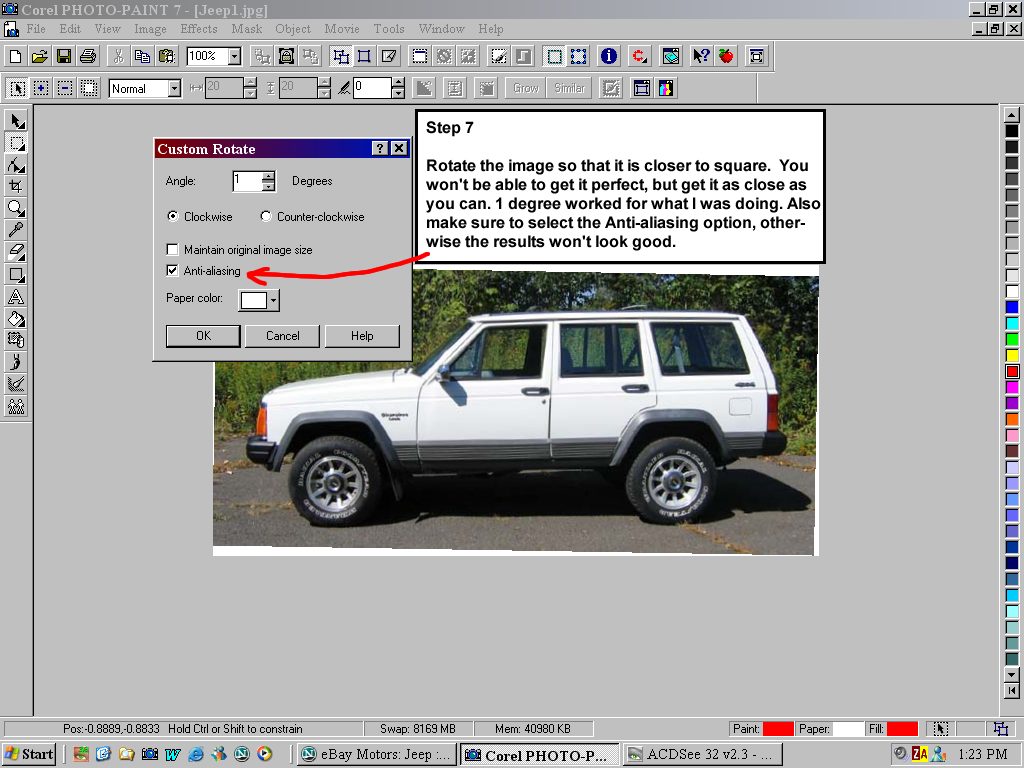 Corel PHOTO-PAINT 7 - [Jeep1.jpg]
File Edit View Image Effects Mask Object Movie Tools Window Help
100%
Normal 20 20 0 Grow Similar
Step 7
Rotate the image so that it is closer to square. You
won't be able to get it perfect, but get it as close as
you can. 1 degree worked for what I was doing. Also
make sure to select the Anti-aliasing option, other-
wise the results won't look good.
Custom Rotate
Angle: 1 Degrees
Clockwise Counter-clockwise
Maintain original image size
Anti-aliasing
Paper color:
OK Cancel Help
Pos:-0.8889,-0.8833 Hold Ctrl or Shift to constrain Swap: 8169 MB Mem: 40980 KB Paint: Paper: Fill:
Start eBay Motors: Jeep :... Corel PHOTO-P... ACDSee 32 v2.3 - ... 1:23 PM